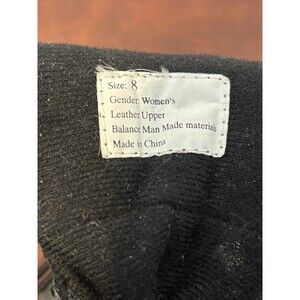 Size: 8
Gender: Women's
Leather Upper
Balance Man Made materials
Made in China